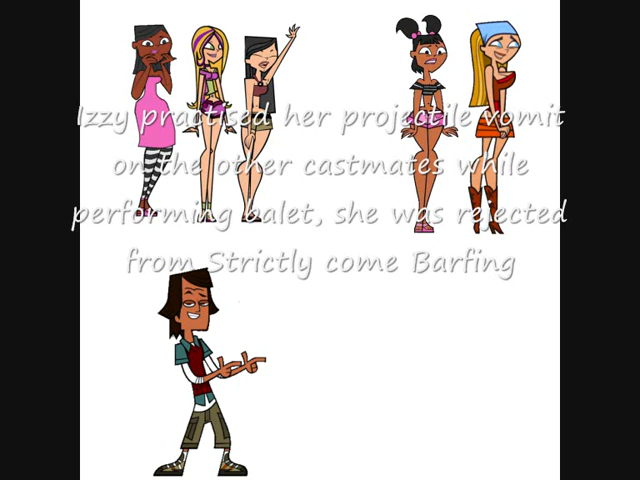 Izzy practised her projectile vomit
on the other castmates while
performing balet, she was rejected
from Strictly come Barfing